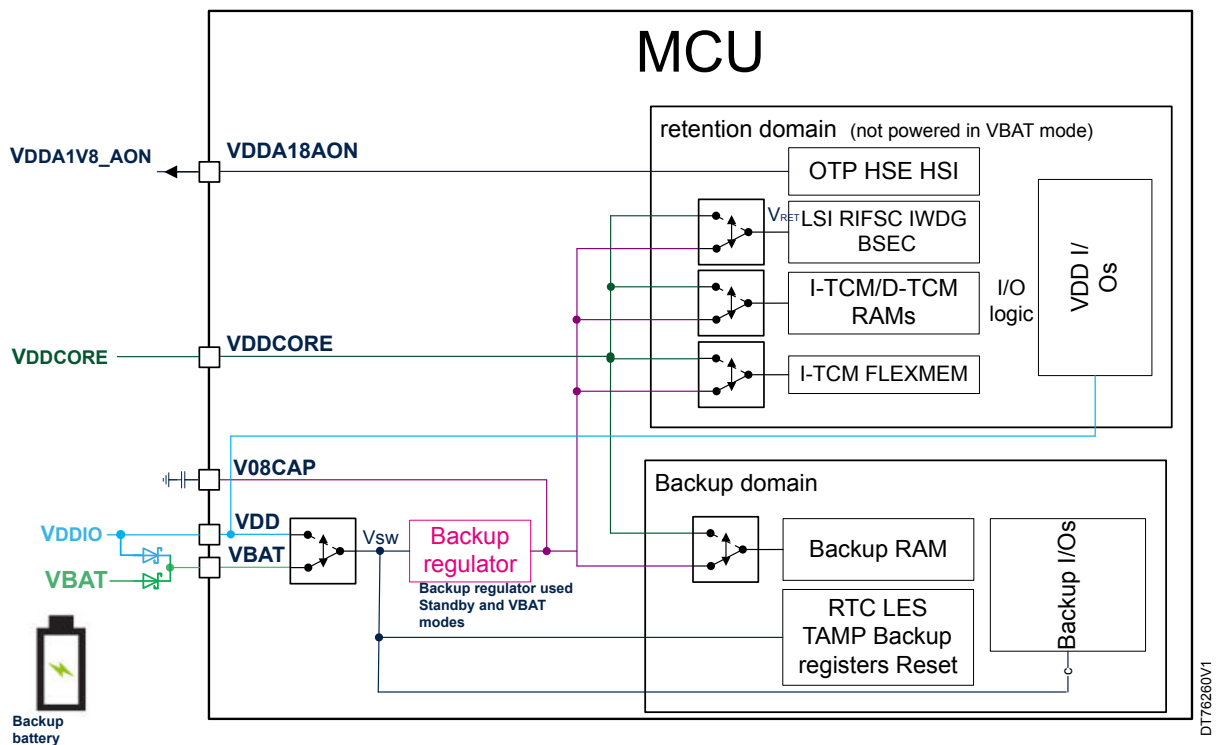 MCU
retention domain (not powered in VBAT mode)
VDDA1V8_AON
VDDA18AON
OTP HSE HSI
VRET
LSI RIFSC IWDG
BSEC
I-TCM/D-TCM
RAMs
I/O
logic
VDD I/
Os
VDDCORE
VDDCORE
I-TCM FLEXMEM
V08CAP
Backup domain
VDDIO
VDD
VBAT
VBAT
Vsw
Backup
regulator
Backup regulator used
Standby and VBAT
modes
Backup RAM
RTC LES
TAMP Backup
registers Reset
Backup I/Os
c
Backup
battery
DT76260V1